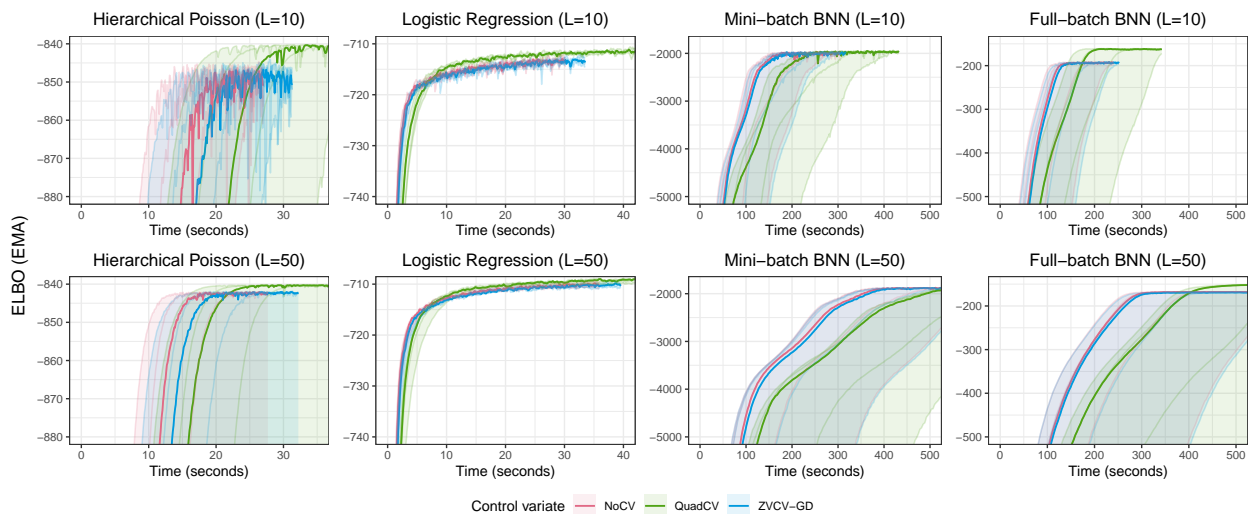 Hierarchical Poisson (L=10)
Logistic Regression (L=10)
Mini−batch BNN (L=10)
Full−batch BNN (L=10)
−840
−850
−860
−870
−880
0 10 20 30
Time (seconds)
−710
−720
−730
−740
0 10 20 30 40
Time (seconds)
−2000
−3000
−4000
−5000
0 100 200 300 400 500
Time (seconds)
−200
−300
−400
−500
0 100 200 300 400 500
Time (seconds)
ELBO (EMA)
Hierarchical Poisson (L=50)
Logistic Regression (L=50)
Mini−batch BNN (L=50)
Full−batch BNN (L=50)
−840
−850
−860
−870
−880
0 10 20 30
Time (seconds)
−710
−720
−730
−740
0 10 20 30 40
Time (seconds)
−2000
−3000
−4000
−5000
0 100 200 300 400 500
Time (seconds)
−200
−300
−400
−500
0 100 200 300 400 500
Time (seconds)
Control variate NoCV QuadCV ZVCV−GD